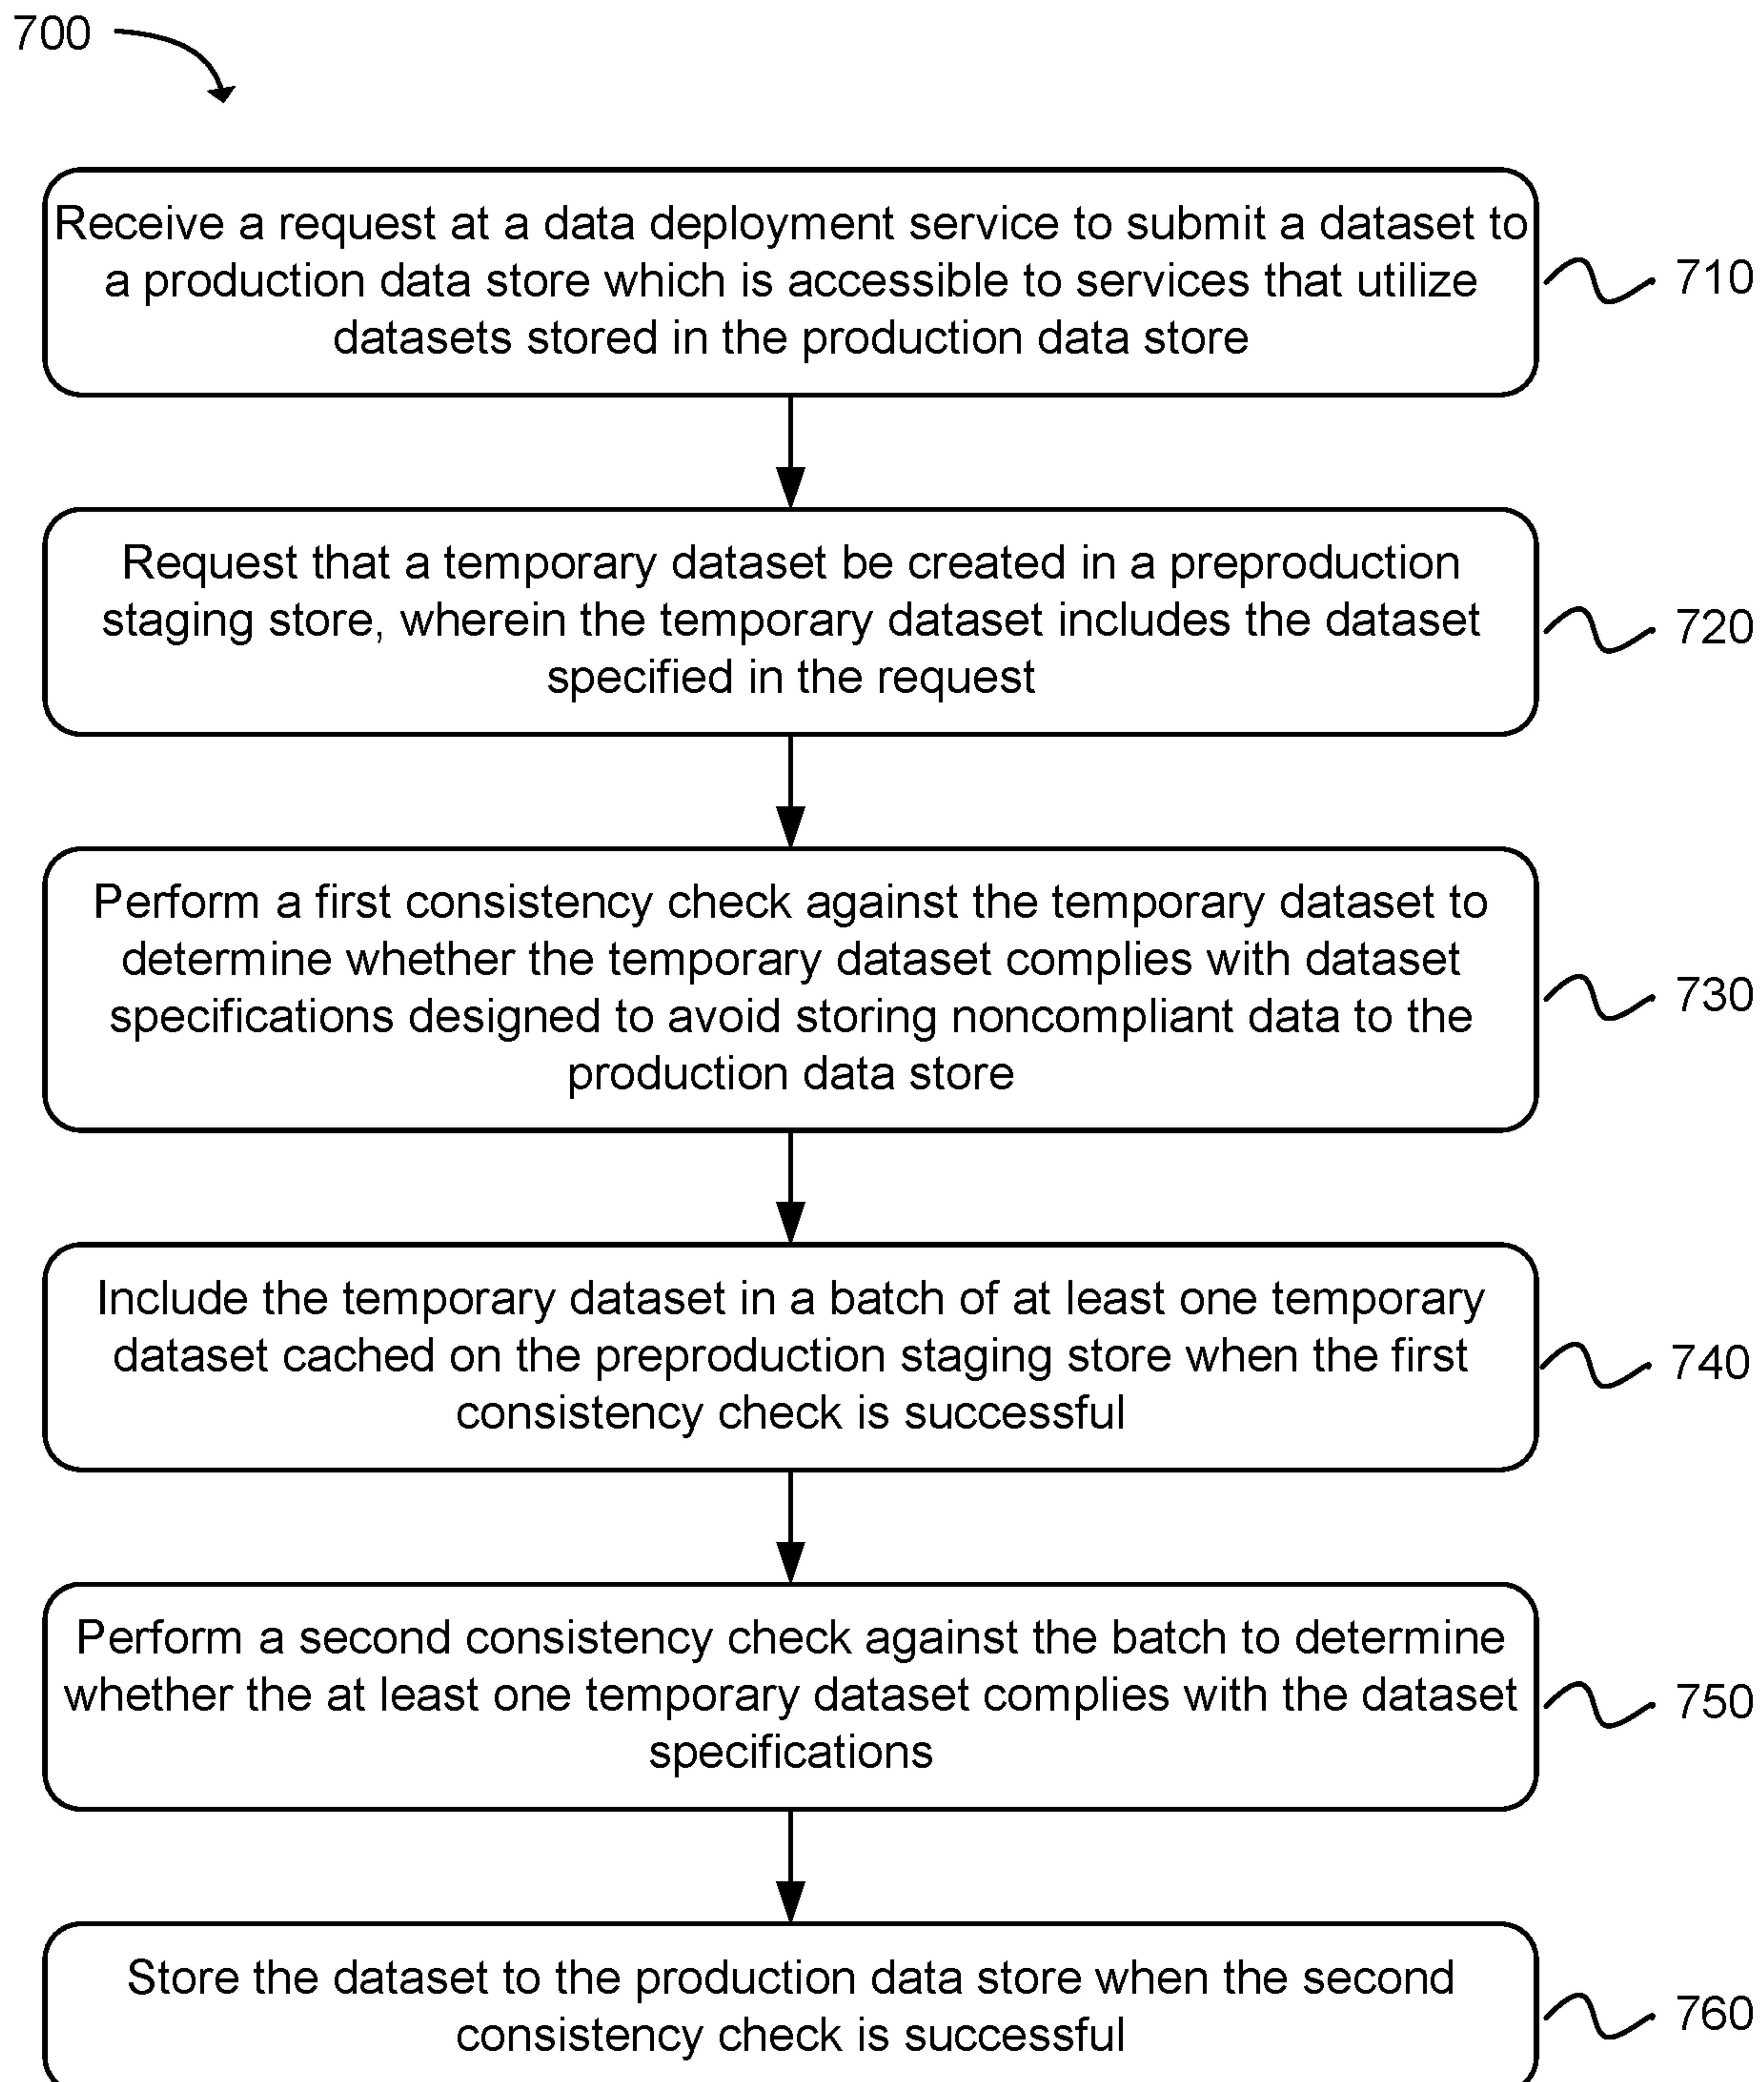 700
Receive a request at a data deployment service to submit a dataset to
a production data store which is accessible to services that utilize
datasets stored in the production data store
710
Request that a temporary dataset be created in a preproduction
staging store, wherein the temporary dataset includes the dataset
specified in the request
720
Perform a first consistency check against the temporary dataset to
determine whether the temporary dataset complies with dataset
specifications designed to avoid storing noncompliant data to the
production data store
730
Include the temporary dataset in a batch of at least one temporary
dataset cached on the preproduction staging store when the first
consistency check is successful
740
Perform a second consistency check against the batch to determine
whether the at least one temporary dataset complies with the dataset
specifications
750
Store the dataset to the production data store when the second
consistency check is successful
760